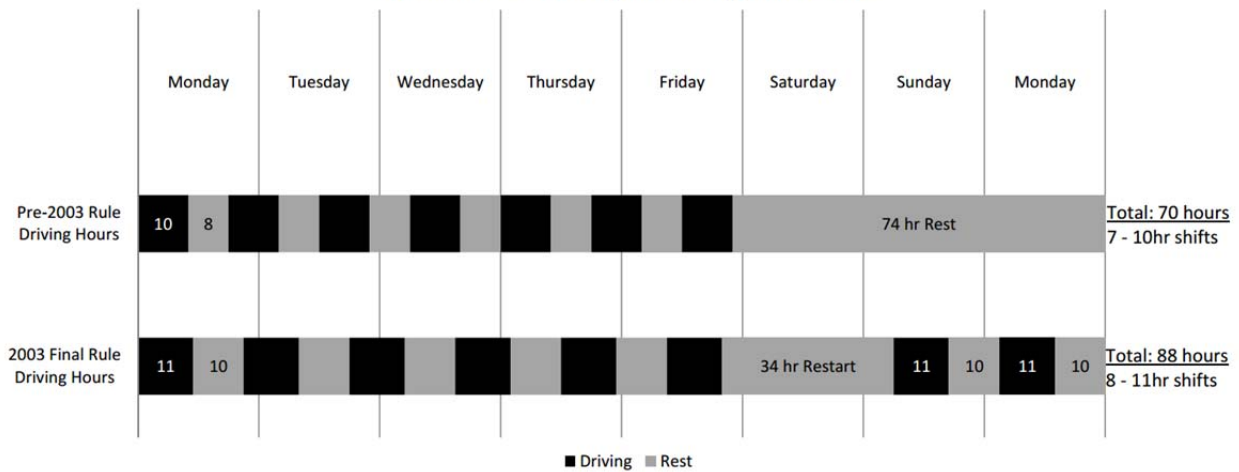 Monday Tuesday Wednesday Thursday Friday Saturday Sunday Monday
Pre-2003 Rule
Driving Hours
10 8 74 hr Rest
Total: 70 hours
7 - 10hr shifts
2003 Final Rule
Driving Hours
11 10 34 hr Restart 11 10 11 10
Total: 88 hours
8 - 11hr shifts
Driving Rest